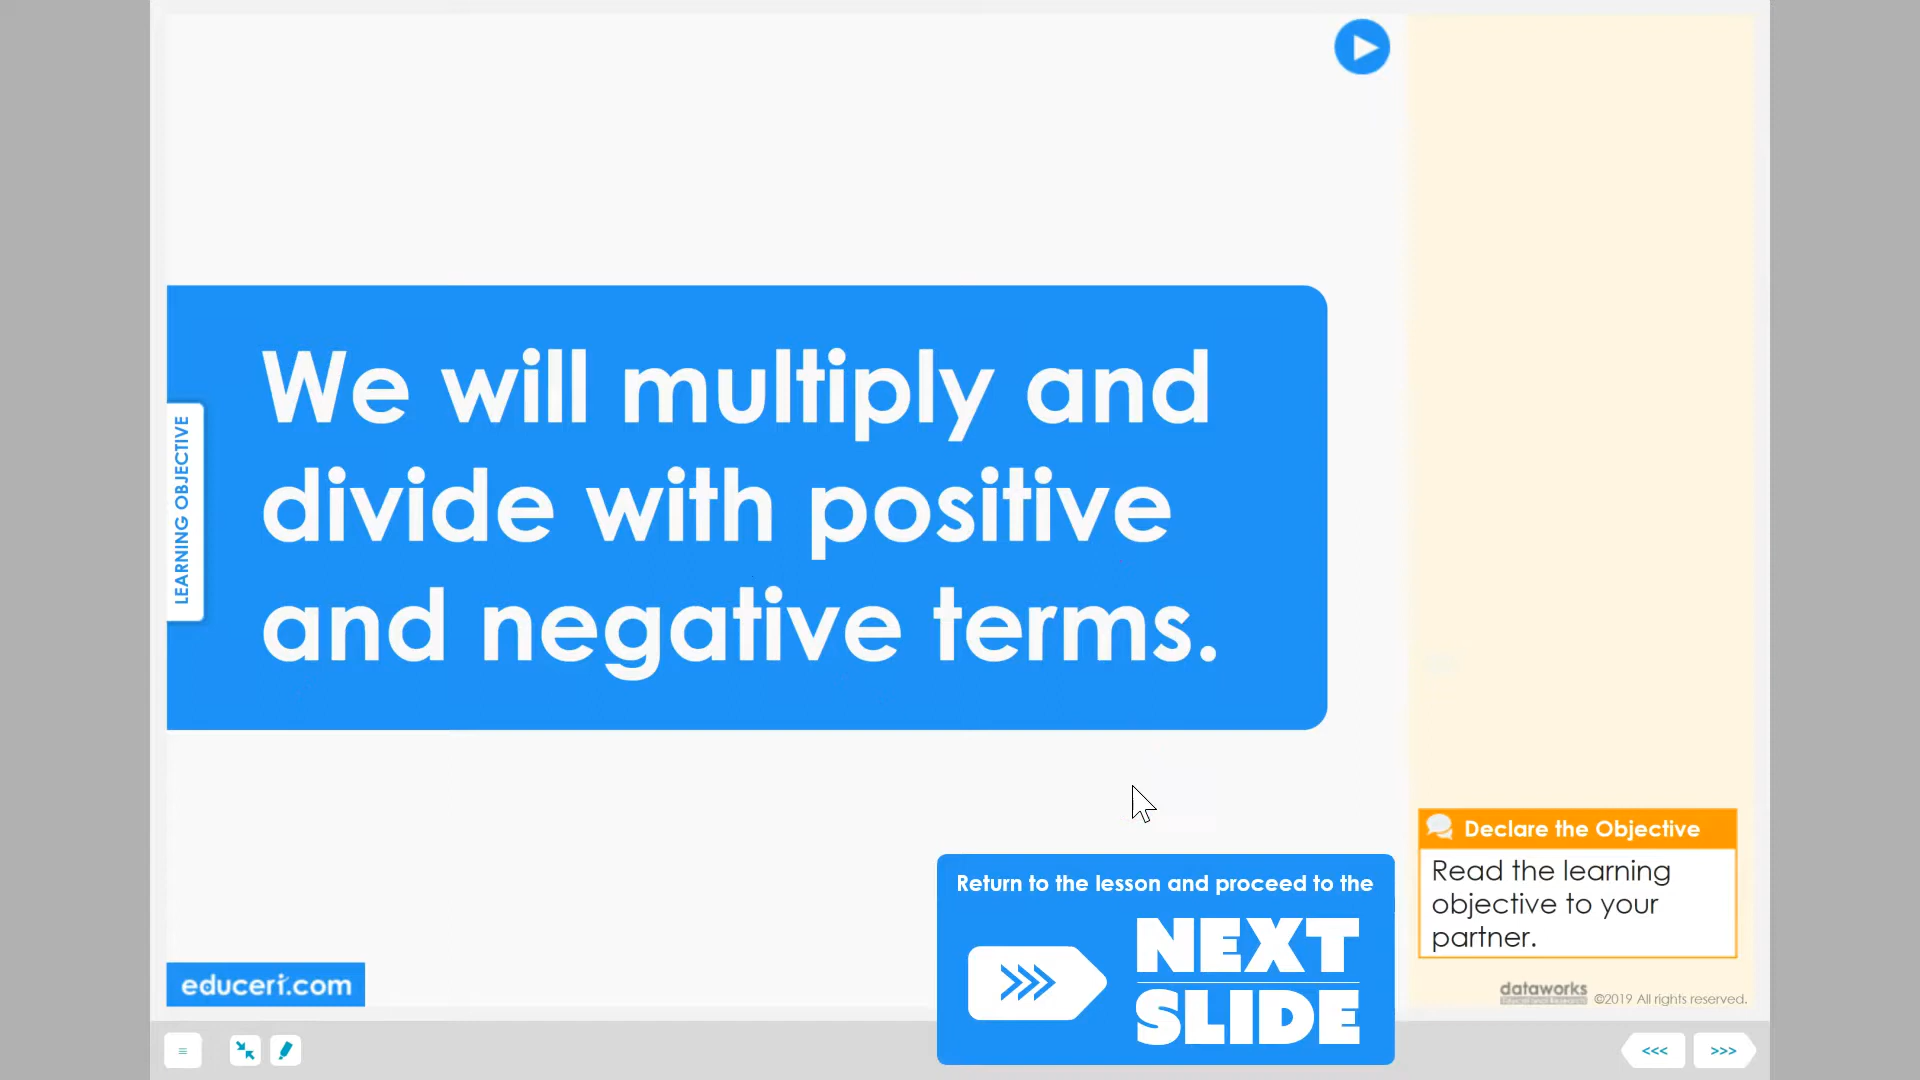 We will multiply and
divide with positive
and negative terms.
LEARNING OBJECTIVE
Return to the lesson and proceed to the
NEXT
SLIDE
Declare the Objective
Read the learning
objective to your
partner.
educeri.com
dataworks
©2019 All rights reserved.
<<<
>>>